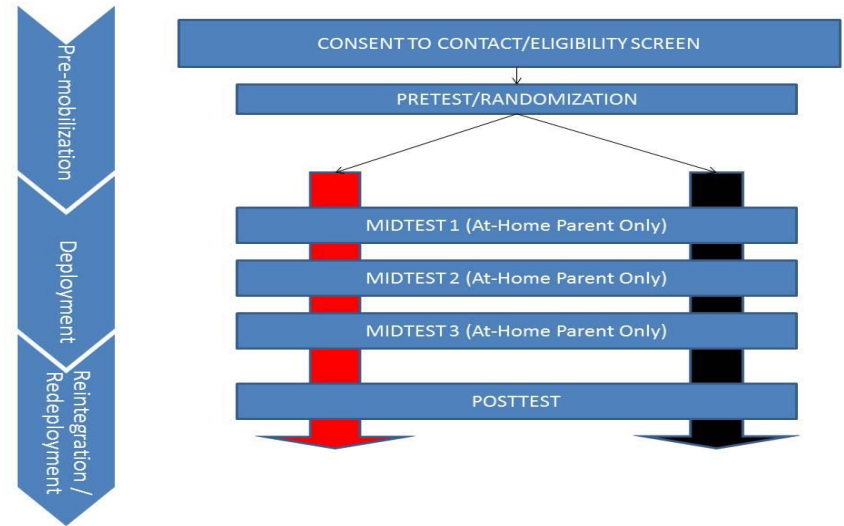 Pre-mobilization
CONSENT TO CONTACT/ELIGIBILITY SCREEN
PRETEST/RANDOMIZATION
Deployment
MIDTEST 1 (At-Home Parent Only)
MIDTEST 2 (At-Home Parent Only)
MIDTEST 3 (At-Home Parent Only)
Reintegration /
Redeployment
POSTTEST